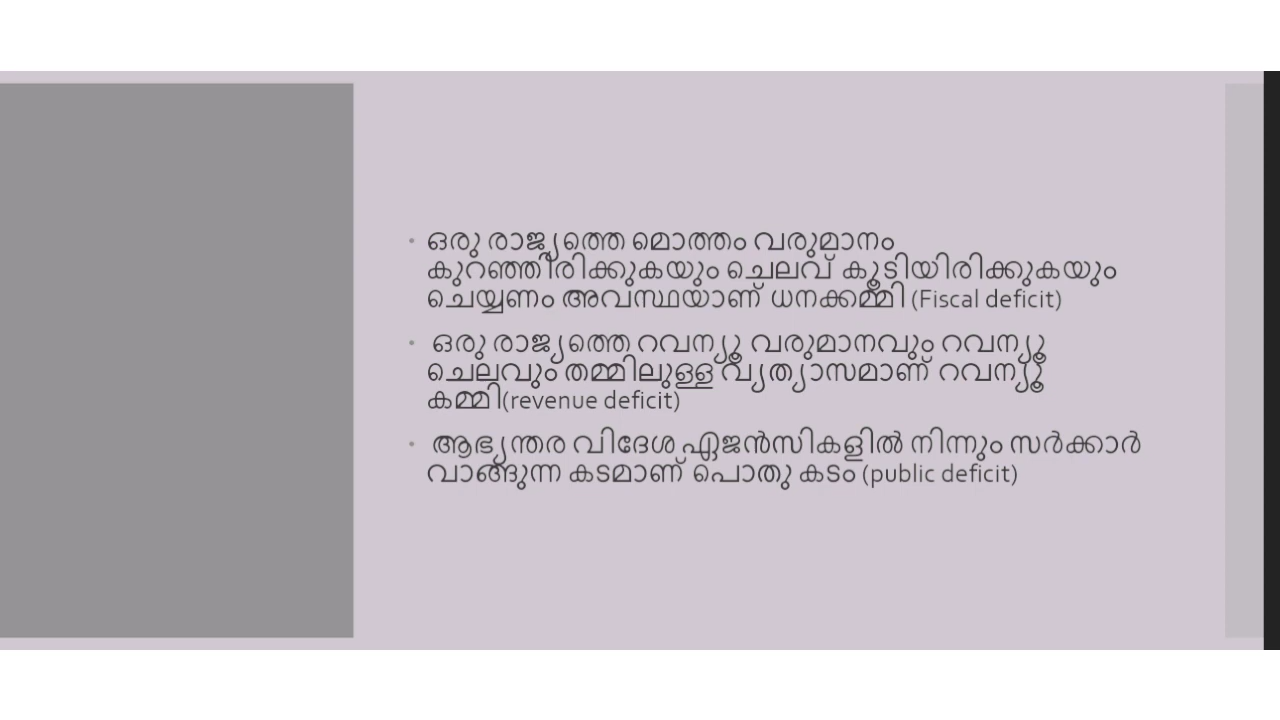 • ഒരു രാജ്യത്തെ മൊത്തം വരുമാനം
കുറഞ്ഞിരിക്കുകയും ചെലവ് കൂടിയിരിക്കുകയും
ചെയ്യണം അവസ്ഥയാണ് ധനക്കമ്മി (Fiscal deficit)
• ഒരു രാജ്യത്തെ റവന്യൂ വരുമാനവും റവന്യൂ
ചെലവും തമ്മിലുള്ള വ്യത്യാസമാണ് റവന്യൂ
കമ്മി(revenue deficit)
• ആഭ്യന്തര വിദേശ ഏജൻസികളിൽ നിന്നും സർക്കാർ
വാങ്ങുന്ന കടമാണ് പൊതു കടം (public deficit)